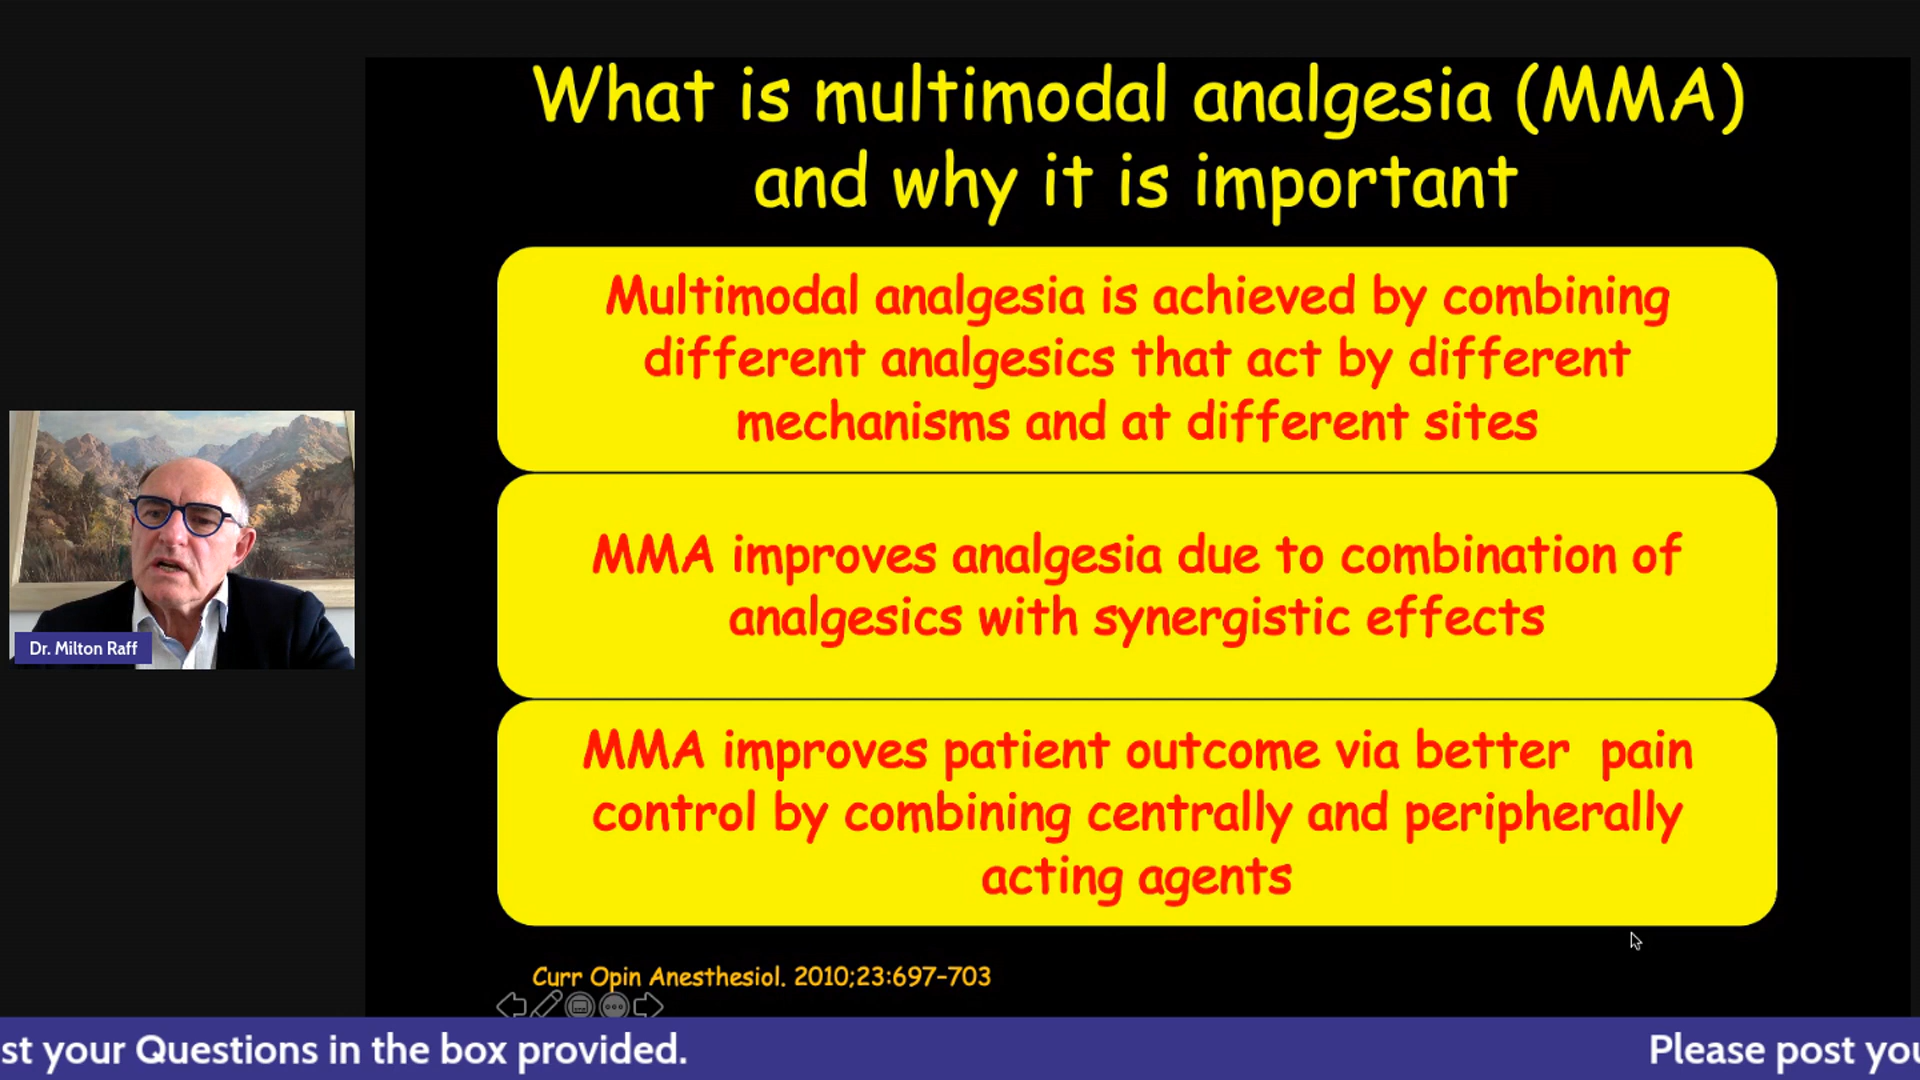 What is multimodal analgesia (MMA)
and why it is important
Multimodal analgesia is achieved by combining
different analgesics that act by different
mechanisms and at different sites
MMA improves analgesia due to combination of
analgesics with synergistic effects
MMA improves patient outcome via better pain
control by combining centrally and peripherally
acting agents
Dr. Milton Raff
Curr Opin Anesthesiol. 2010;23:697-703
st your Questions in the box provided.
Please post you